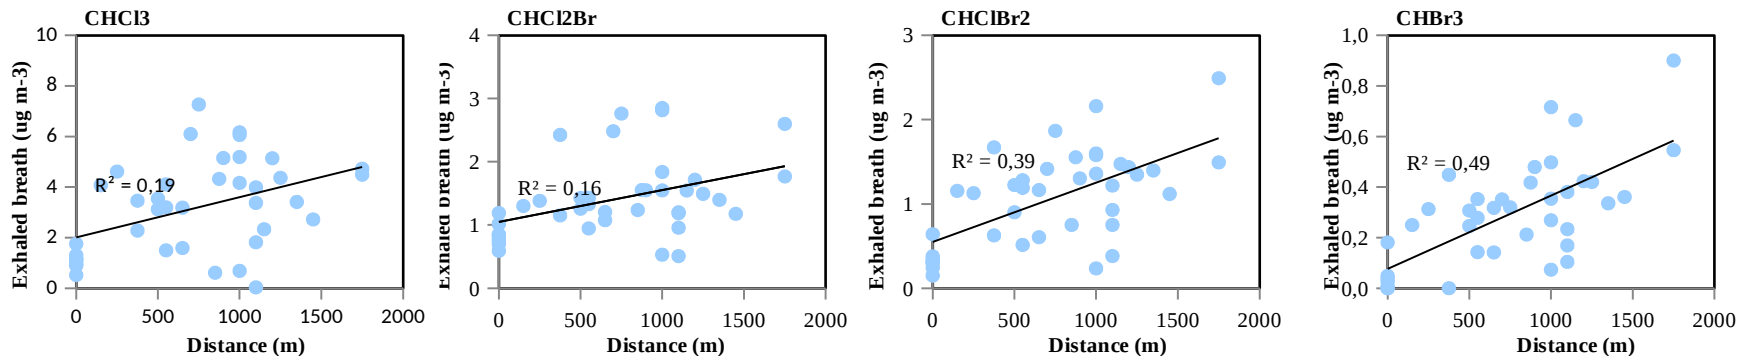 CHCl3
Exhaled breath (ug m-3)
10
8
6
4
2
0
R² = 0,19
0 500 1000 1500 2000
Distance (m)
CHCl2Br
Exhaled breath (ug m-3)
4
3
2
1
0
R² = 0,16
0 500 1000 1500 2000
Distance (m)
CHClBr2
Exhaled breath (ug m-3)
3
2
1
0
R² = 0,39
0 500 1000 1500 2000
Distance (m)
CHBr3
Exhaled breath (ug m-3)
1,0
0,8
0,6
0,4
0,2
0,0
R² = 0,49
0 500 1000 1500 2000
Distance (m)